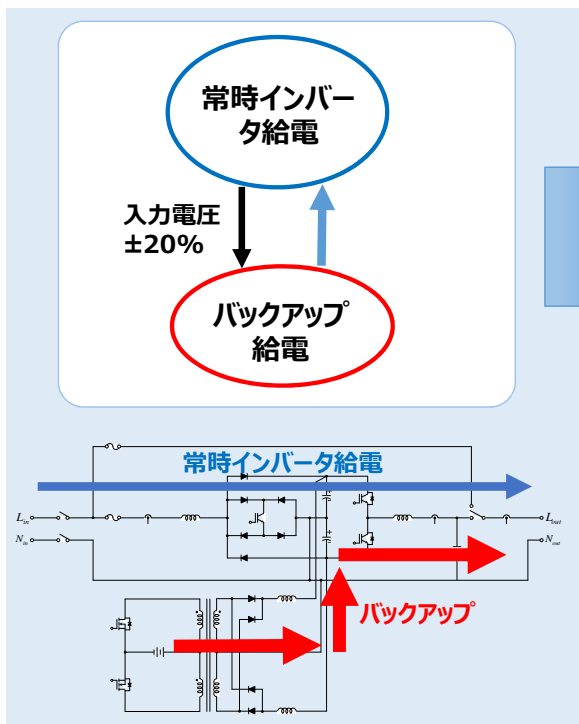 常時インバー
タ給電
入力電圧
±20%
バックアップ
給電
常時インバータ給電
L_in
L_out
N_in
N_out
バックアップ